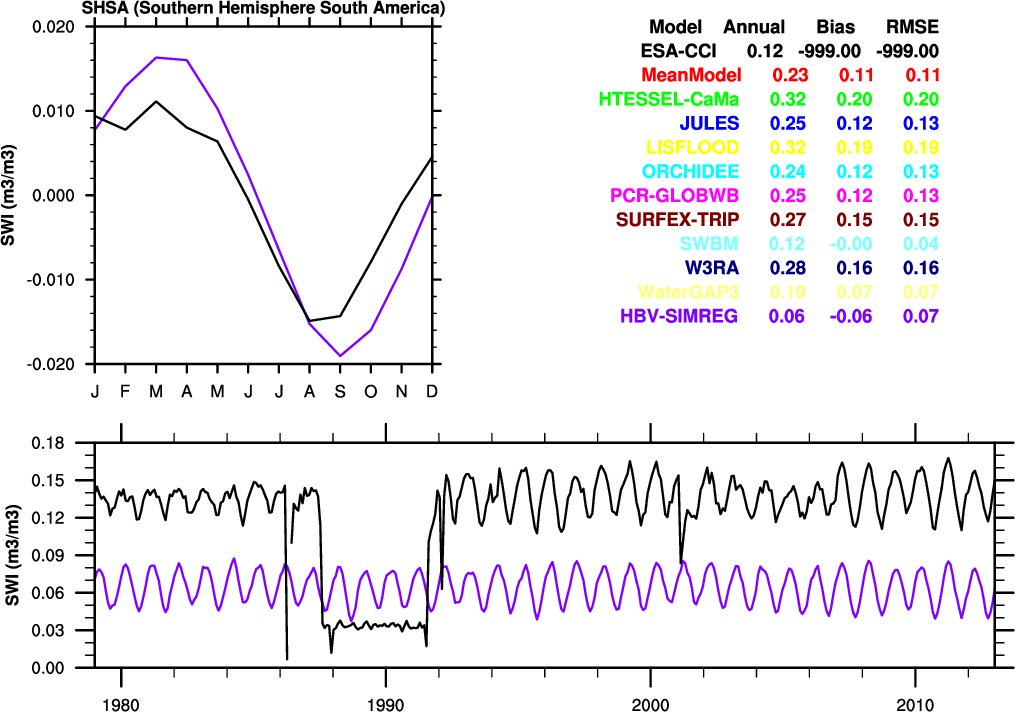 SHSA (Southern Hemisphere South America)
0.020
0.010
0.000
-0.010
-0.020
SWI (m3/m3)
J F M A M J J A S O N D
Model Annual Bias RMSE
ESA-CCI 0.12 -999.00 -999.00
MeanModel 0.23 0.11 0.11
HTESSEL-CaMa 0.32 0.20 0.20
JULES 0.25 0.12 0.13
LISFLOOD 0.32 0.19 0.19
ORCHIDEE 0.24 0.12 0.13
PCR-GLOBWB 0.25 0.12 0.13
SURFEX-TRIP 0.27 0.15 0.15
SWBM 0.12 -0.00 0.04
W3RA 0.28 0.16 0.16
WaterGAP3 0.19 0.07 0.07
HBV-SIMREG 0.06 -0.06 0.07
0.18
0.15
0.12
0.09
0.06
0.03
0.00
SWI (m3/m3)
1980 1990 2000 2010